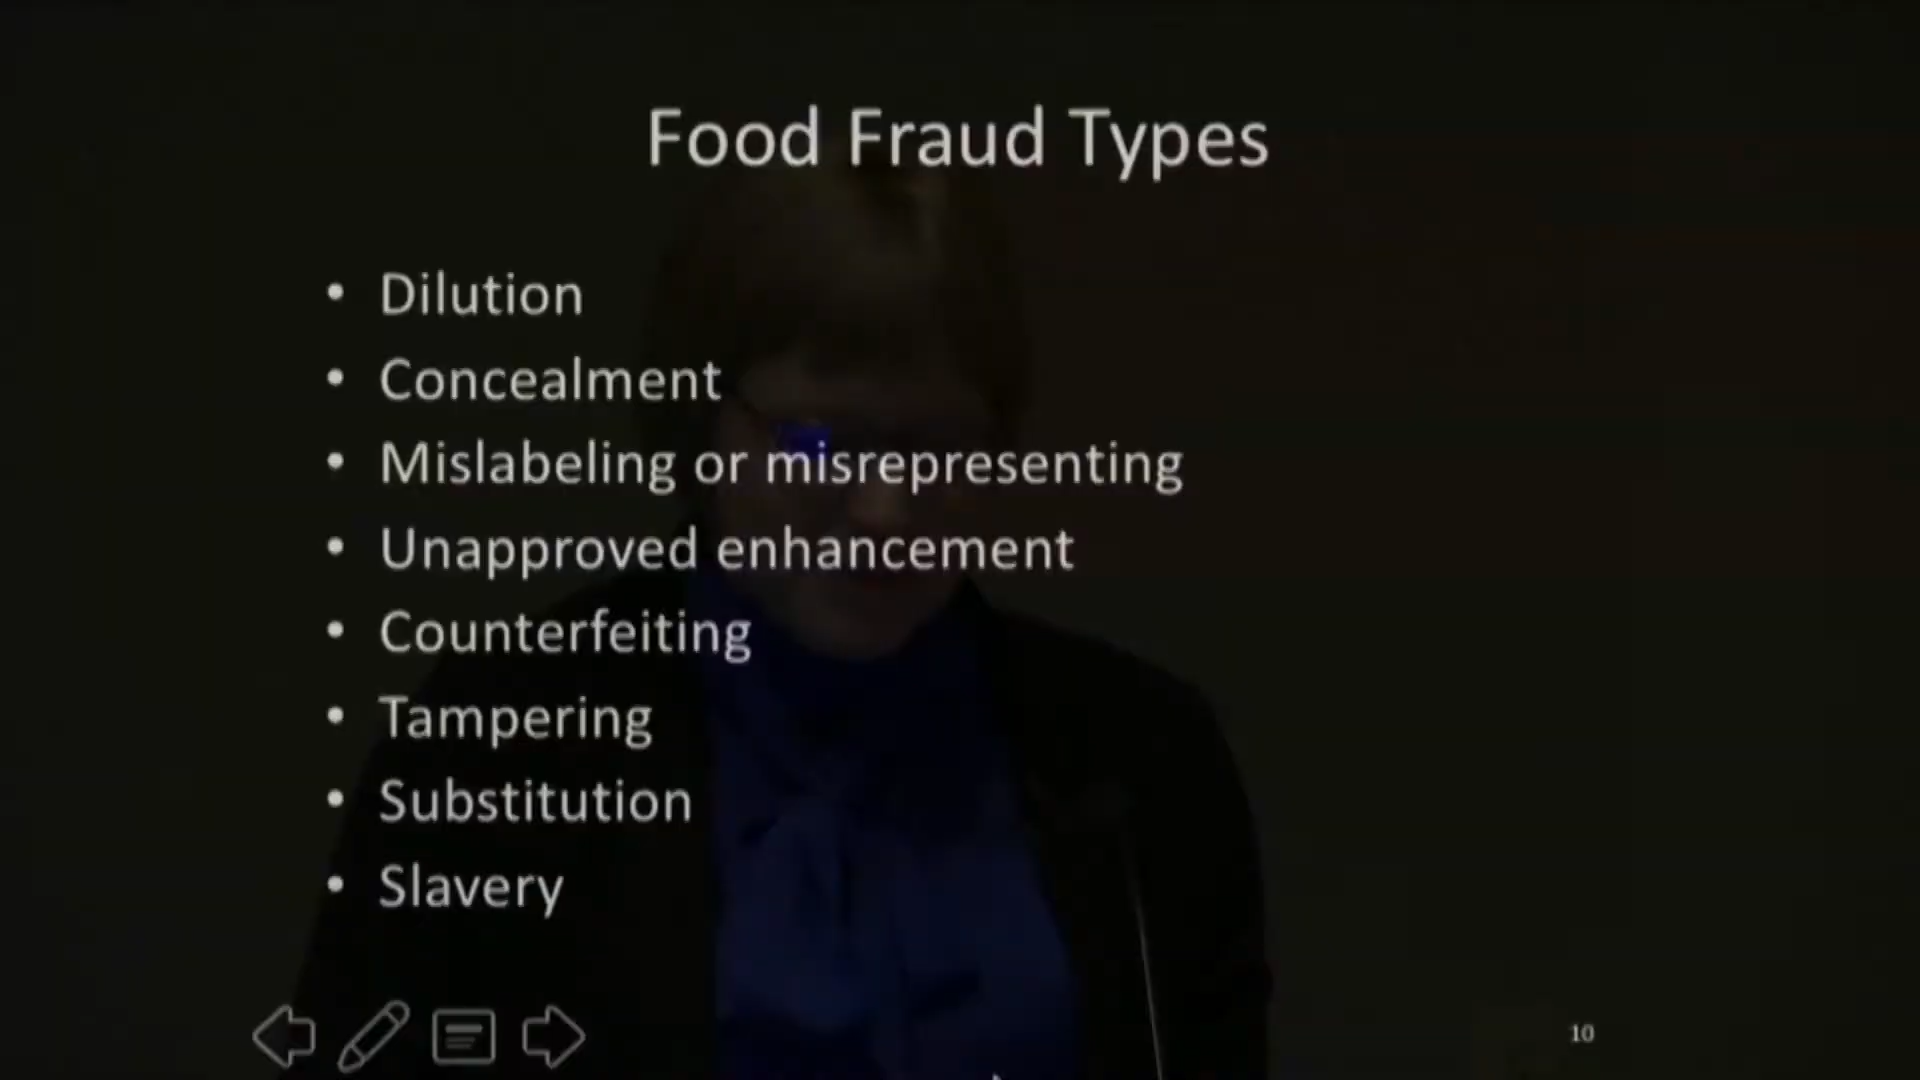 Food Fraud Types
• Dilution
• Concealment
• Mislabeling or misrepresenting
• Unapproved enhancement
• Counterfeiting
• Tampering
• Substitution
• Slavery
10